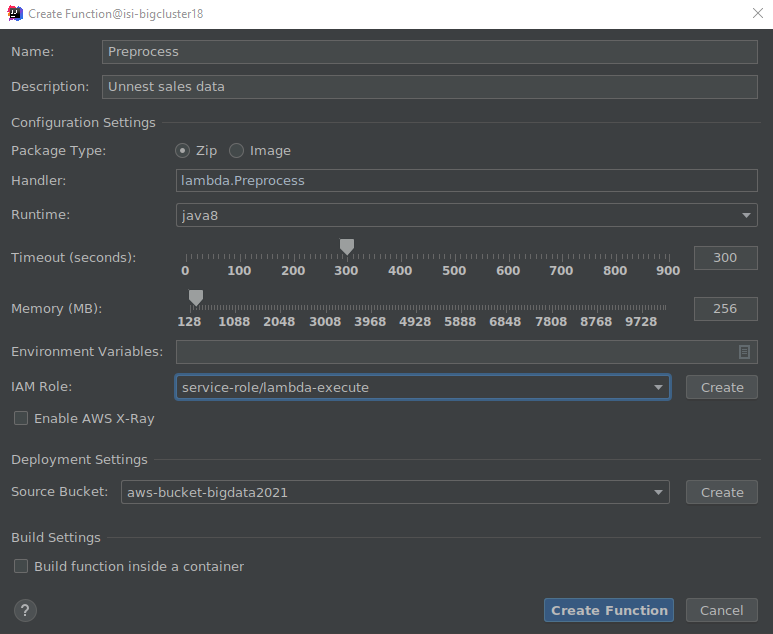 Create Function@isi-bigcluster18
Name: Preprocess
Description: Unnest sales data
Configuration Settings
Package Type: Zip Image
Handler: lambda.Preprocess
Runtime: java8
Timeout (seconds): 300
0 100 200 300 400 500 600 700 800 900
Memory (MB): 256
128 1088 2048 3008 3968 4928 5888 6848 7808 8768 9728
Environment Variables:
IAM Role: service-role/lambda-execute Create
Enable AWS X-Ray
Deployment Settings
Source Bucket: aws-bucket-bigdata2021 Create
Build Settings
Build function inside a container
? Create Function Cancel